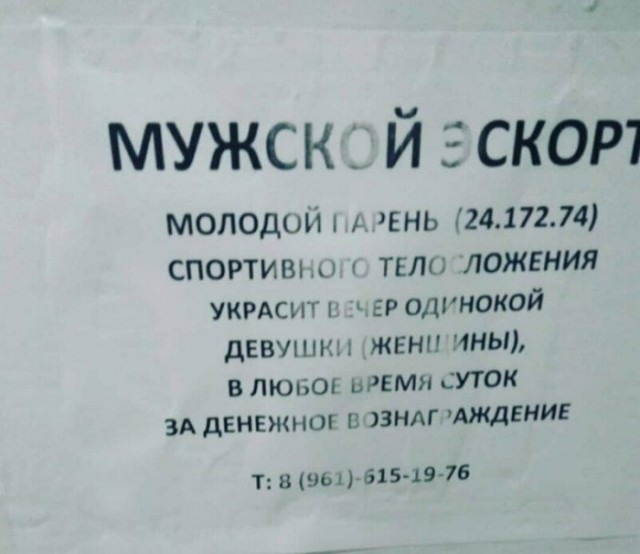 МУЖСКОЙ ЭСКОРТ
МОЛОДОЙ ПАРЕНЬ (24.172.74)
СПОРТИВНОГО ТЕЛОСЛОЖЕНИЯ
УКРАСИТ ВЕЧЕР ОДИНОКОЙ
ДЕВУШКИ (ЖЕНЩИНЫ),
В ЛЮБОЕ ВРЕМЯ СУТОК
ЗА ДЕНЕЖНОЕ ВОЗНАГРАЖДЕНИЕ
Т: 8 (961)-615-19-76